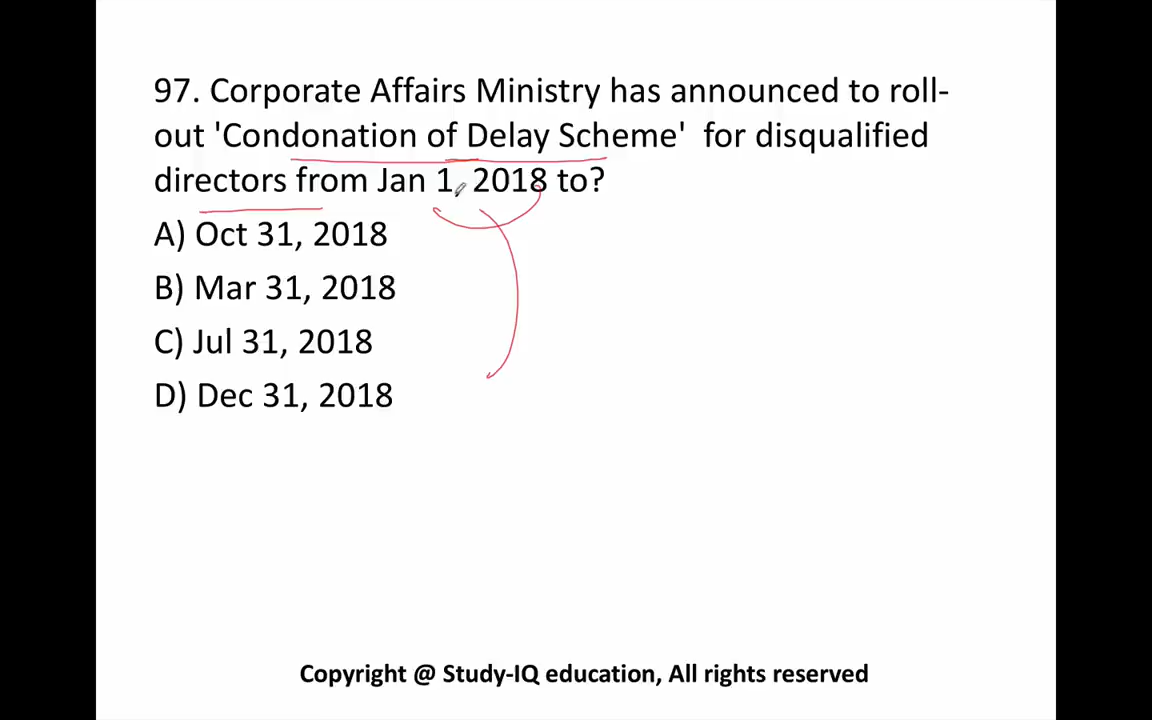 97. Corporate Affairs Ministry has announced to roll-
out 'Condonation of Delay Scheme'  for disqualified
directors from Jan 1, 2018 to?
A) Oct 31, 2018
B) Mar 31, 2018
C) Jul 31, 2018
D) Dec 31, 2018
Copyright @ Study-IQ education, All rights reserved